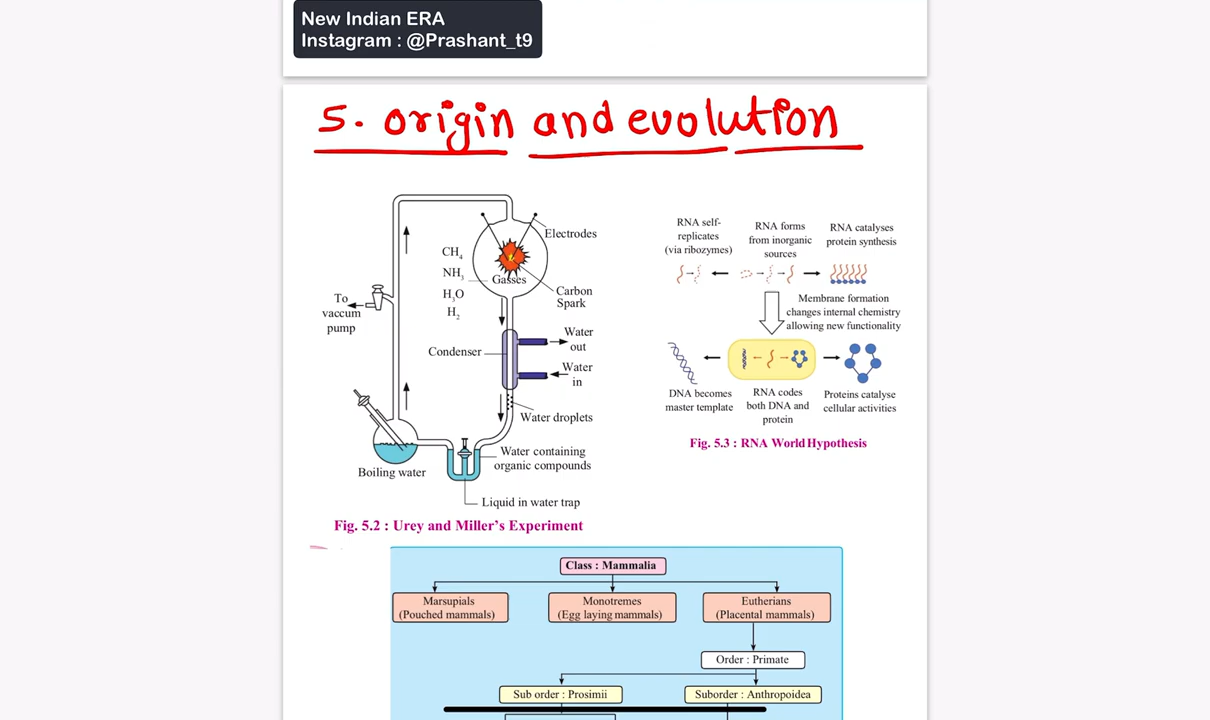 New Indian ERA
Instagram : @Prashant_t9
5. origin and evolution
Electrodes
CH4
NH3
Gasses
H2O
H2
Carbon
Spark
To
vaccum
pump
Water
out
Condenser
Water
in
Water droplets
Water containing
organic compounds
Boiling water
Liquid in water trap
Fig. 5.2 : Urey and Miller's Experiment
RNA self-
replicates
(via ribozymes)
RNA forms
from inorganic
sources
RNA catalyses
protein synthesis
Membrane formation
changes internal chemistry
allowing new functionality
DNA becomes
master template
RNA codes
both DNA and
protein
Proteins catalyse
cellular activities
Fig. 5.3 : RNA World Hypothesis
Class : Mammalia
Marsupials
(Pouched mammals)
Monotremes
(Egg laying mammals)
Eutherians
(Placental mammals)
Order : Primate
Sub order : Prosimii
Suborder : Anthropoidea